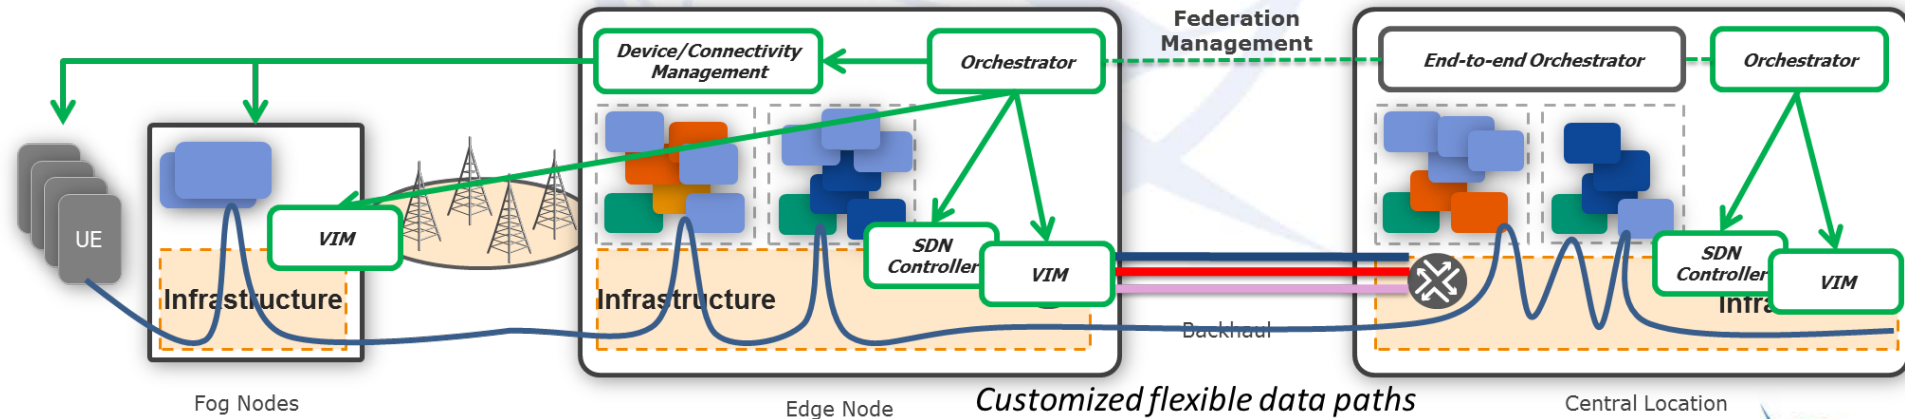 Federation
Management
Device/Connectivity
Management
Orchestrator
End-to-end Orchestrator
Orchestrator
UE
VIM
SDN
Controller
VIM
SDN
Controller
VIM
Infrastructure
Infrastructure
Infra
Backhaul
Fog Nodes
Edge Node
Customized flexible data paths
Central Location